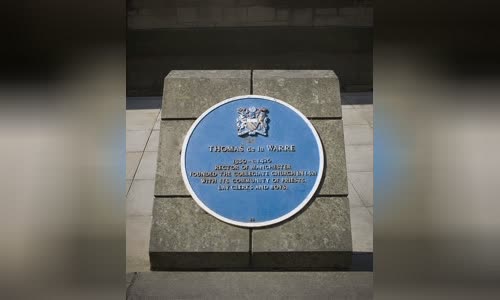 THOMAS de la WARRE
RECTOR OF MANCHESTER
FOUNDED THE COLLEGIATE CHURCH IN 1421
WITH ITS COMMUNITY OF PRIESTS
LAY CLERKS AND BOYS